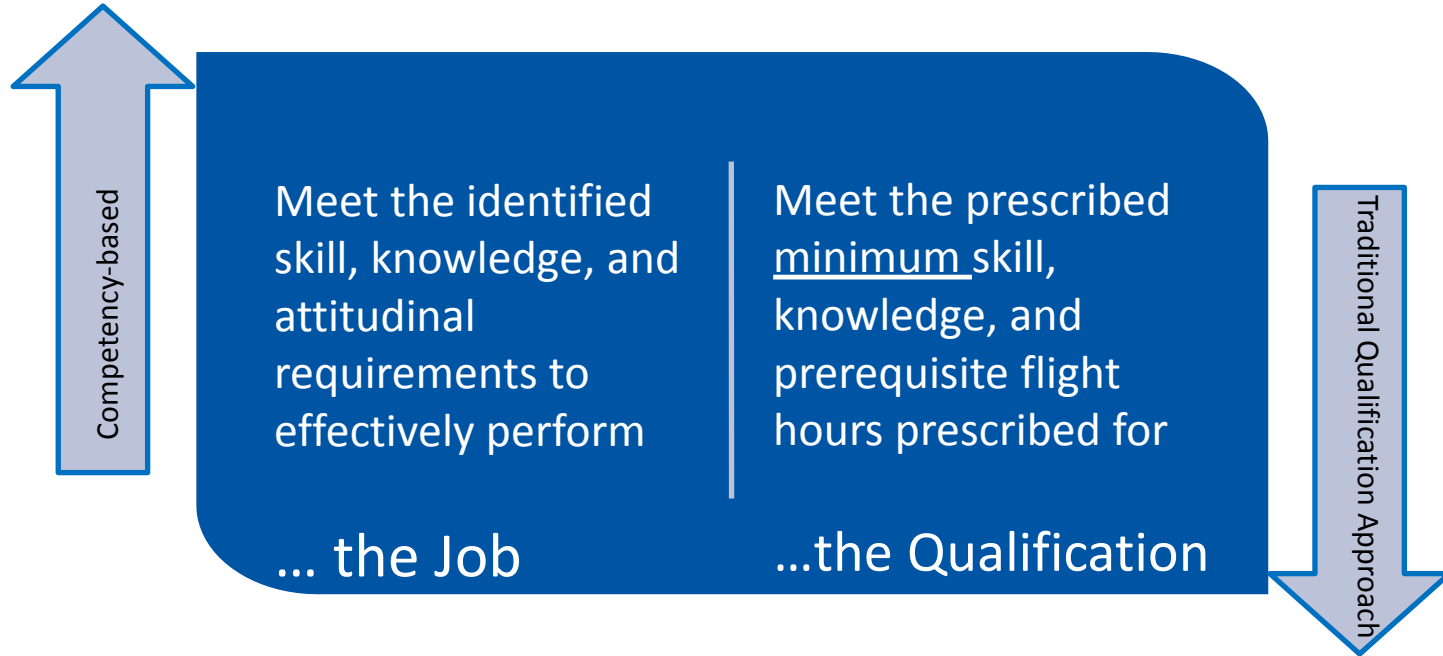 Competency-based
Meet the identified
skill, knowledge, and
attitudinal
requirements to
effectively perform
... the Job
Meet the prescribed
minimum skill,
knowledge, and
prerequisite flight
hours prescribed for
...the Qualification
Traditional Qualification Approach